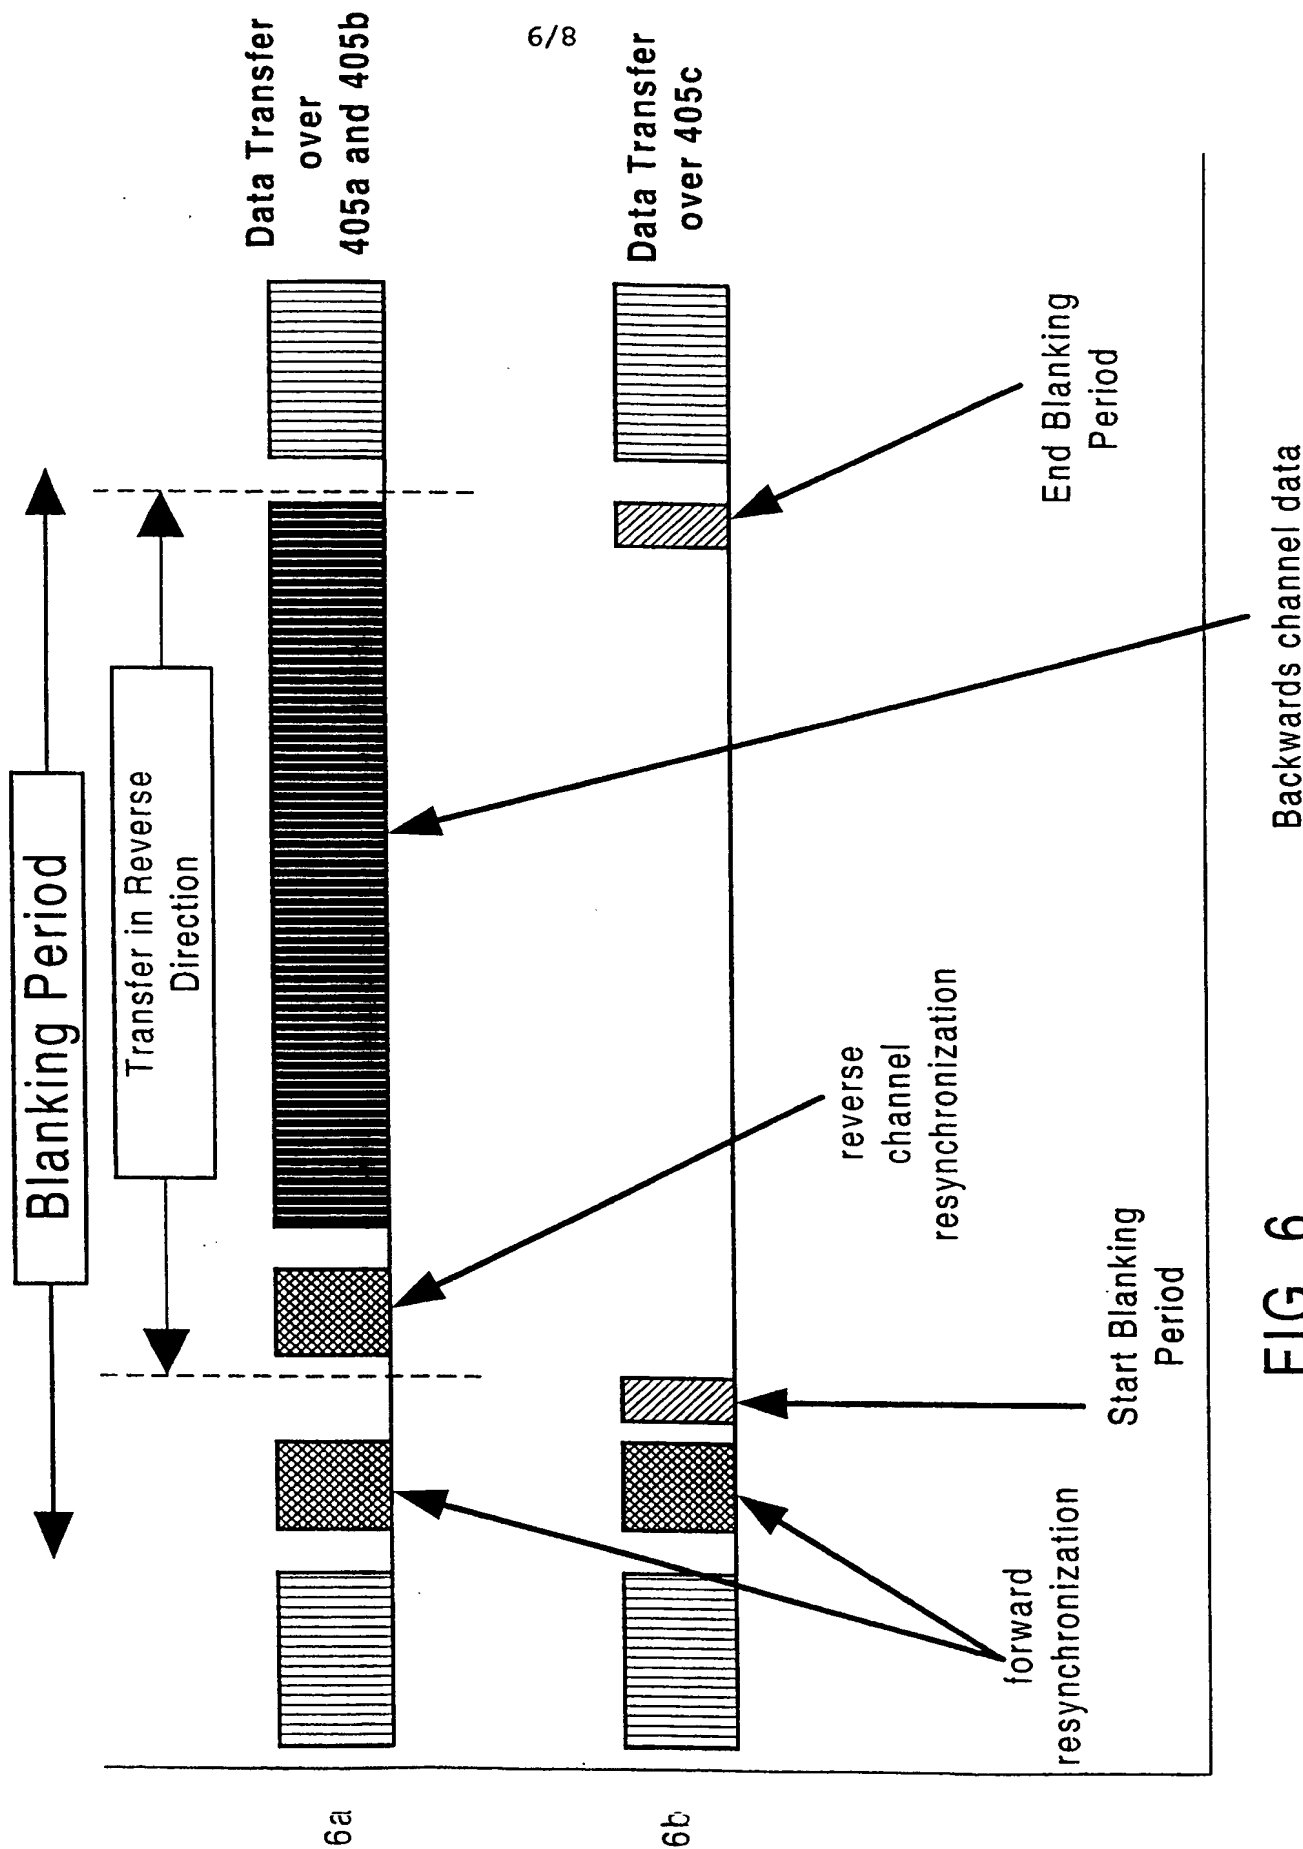 6/8
Blanking Period
Transfer in Reverse
Direction
6a
Data Transfer
over
405a and 405b
6b
Data Transfer
over 405c
forward
resynchronization
Start Blanking
Period
reverse
channel
resynchronization
End Blanking
Period
Backwards channel data
FIG 6